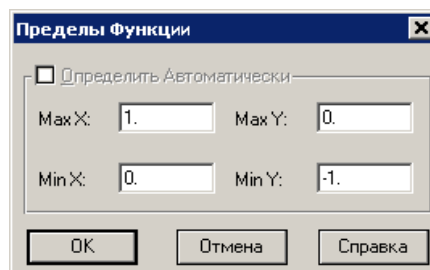 Пределы Функции
Определить Автоматически
Max X: 1. Max Y: 0.
Min X: 0. Min Y: -1.
OK Отмена Справка